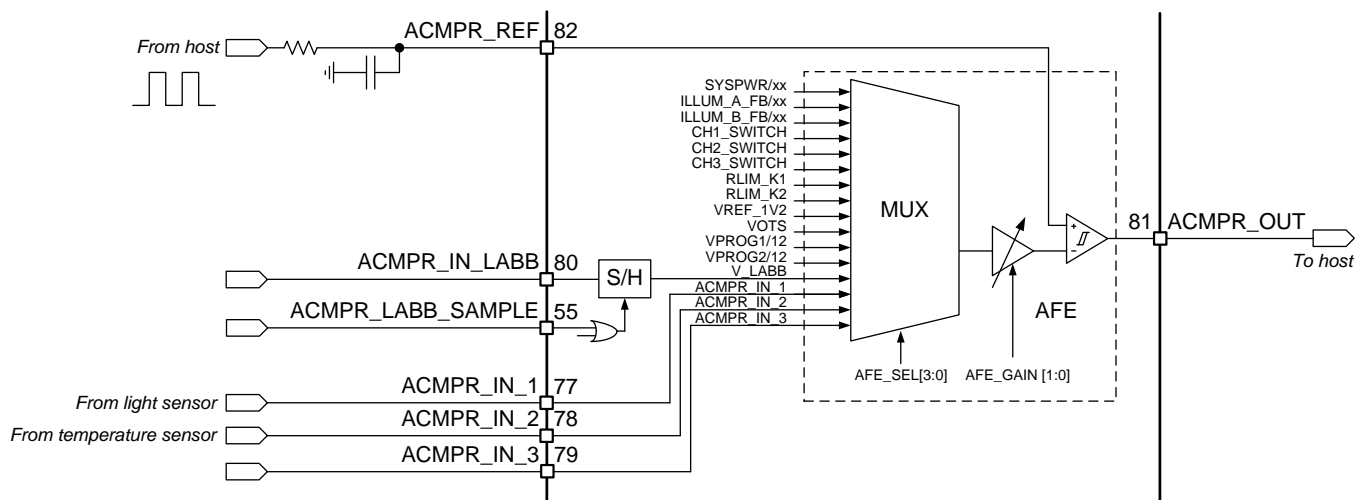 From host
ACMPR_REF 82
SYSPWR/xx
ILLUM_A_FB/xx
ILLUM_B_FB/xx
CH1_SWITCH
CH2_SWITCH
CH3_SWITCH
RLIM_K1
RLIM_K2
VREF_1V2
VOTS
VPROG1/12
VPROG2/12
V_LABB
ACMPR_IN_1
ACMPR_IN_2
ACMPR_IN_3
MUX
+
−
81 ACMPR_OUT
To host
AFE
AFE_SEL[3:0]
AFE_GAIN [1:0]
ACMPR_IN_LABB 80
S/H
ACMPR_LABB_SAMPLE 55
From light sensor
ACMPR_IN_1 77
From temperature sensor
ACMPR_IN_2 78
ACMPR_IN_3 79